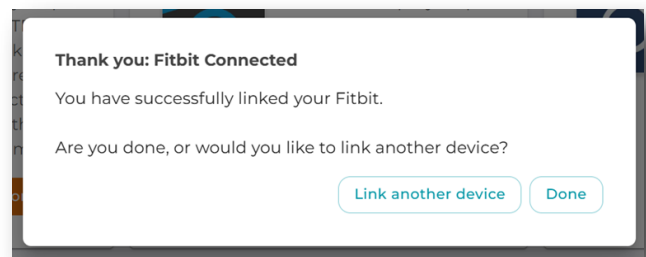 Thank you: Fitbit Connected
You have successfully linked your Fitbit.
Are you done, or would you like to link another device?
Link another device
Done